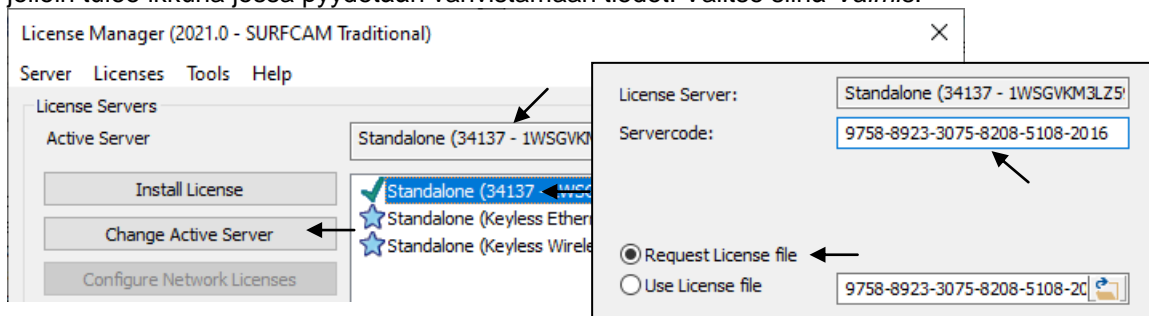 jolloin tulee ikkuna jossa pyydetään vahvistamaan tiedot. Valitse siinä Valmis.
License Manager (2021.0 - SURFCAM Traditional)
Server Licenses Tools Help
License Servers
Active Server
Standalone (34137 - 1WSGVKM
Install License
Change Active Server
Configure Network Licenses
Standalone (34137 -
Standalone (Keyless Ether
Standalone (Keyless Wirele
License Server: Standalone (34137 - 1WSGVKM3LZ5
Servercode: 9758-8923-3075-8208-5108-2016
Request License file
Use License file 9758-8923-3075-8208-5108-20